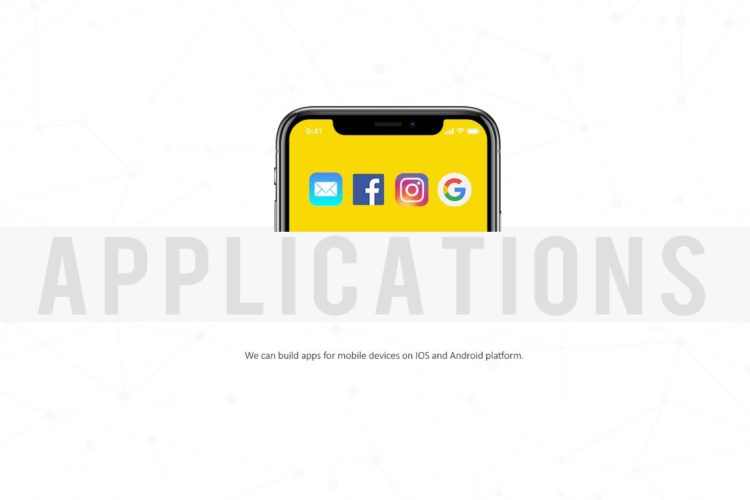 9:41
APPLICATIONS
We can build apps for mobile devices on IOS and Android platform.